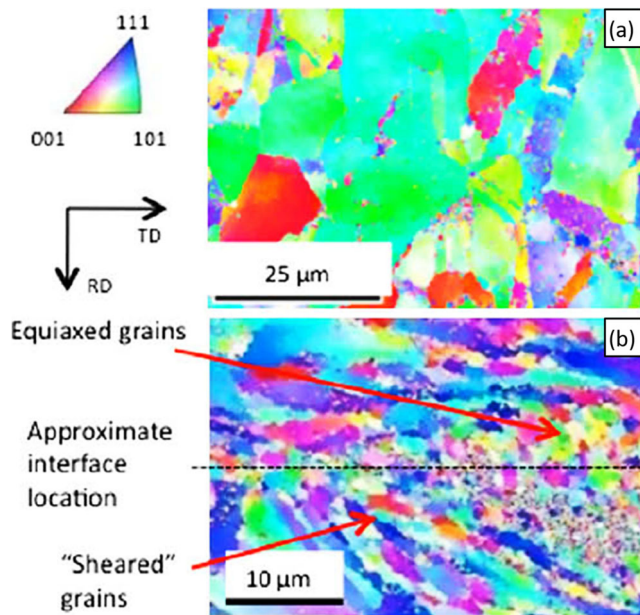 111
(a)
001
101
TD
RD
25 µm
Equiaxed grains
(b)
Approximate
interface
location
"Sheared"
grains
10 µm